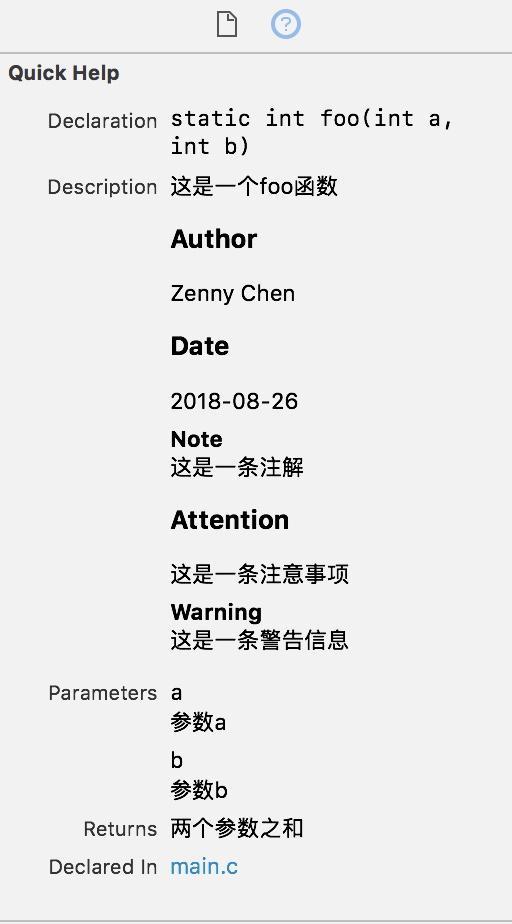 Quick Help
Declaration static int foo(int a,
int b)
Description 这是一个foo函数
Author
Zenny Chen
Date
2018-08-26
Note
这是一条注解
Attention
这是一条注意事项
Warning
这是一条警告信息
Parameters a
参数a
b
参数b
Returns 两个参数之和
Declared In main.c